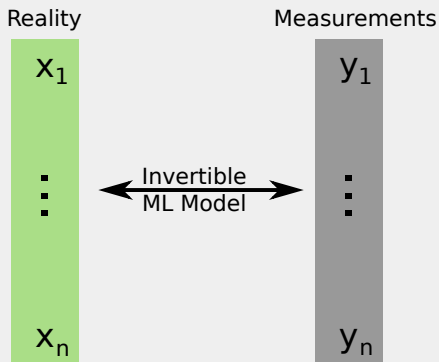 Reality
Measurements
x1
y1
Invertible
ML Model
xn
yn